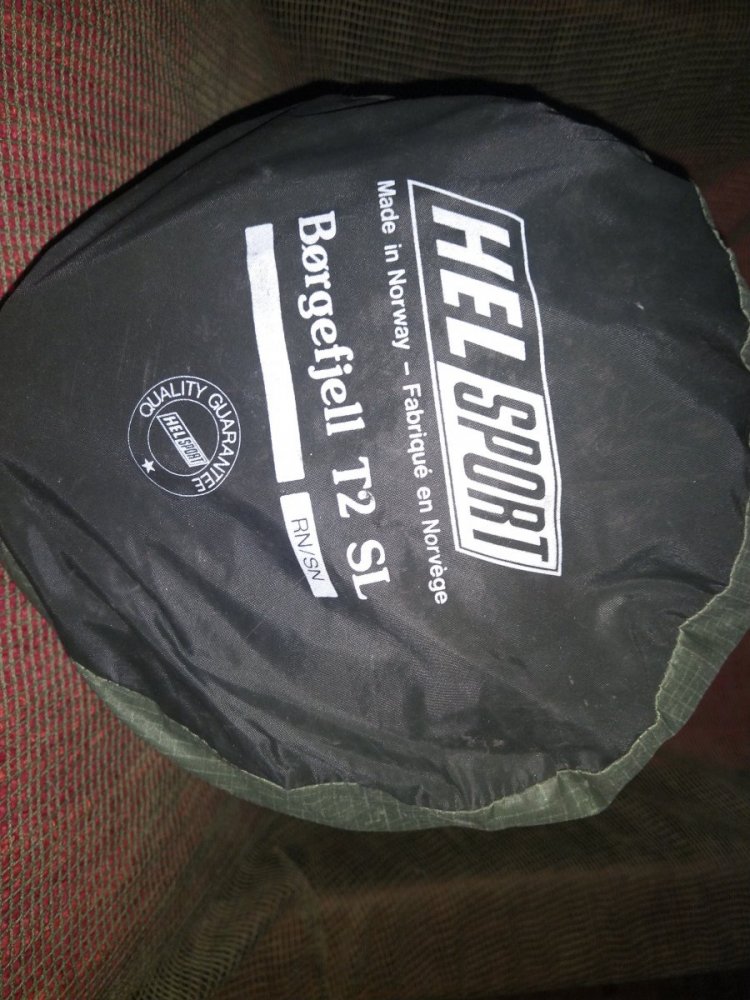 HELSPORT
Made in Norway – Fabriqué en Norvège
Børgefjell T2 SL
RN/SN
QUALITY GUARANTEE
HELSPORT